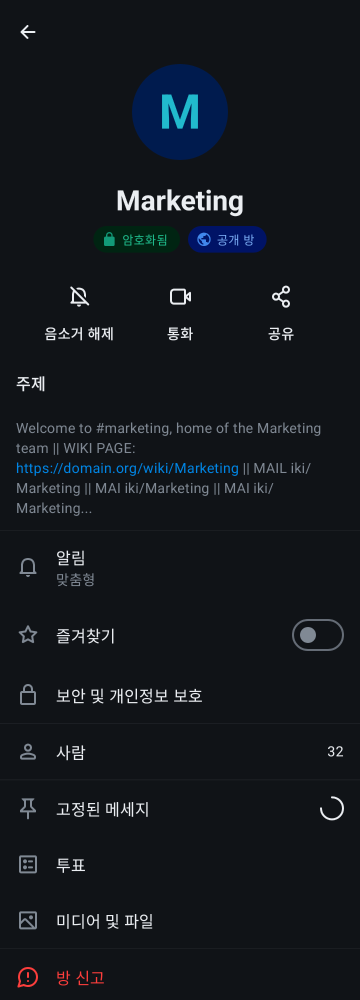 M
Marketing
암호화됨 공개 방
음소거 해제 통화 공유
주제
Welcome to #marketing, home of the Marketing
team || WIKI PAGE:
https://domain.org/wiki/Marketing || MAIL iki/
Marketing || MAI iki/Marketing || MAI iki/
Marketing...
알림
맞춤형
즐겨찾기
보안 및 개인정보 보호
사람 32
고정된 메세지
투표
미디어 및 파일
방 신고